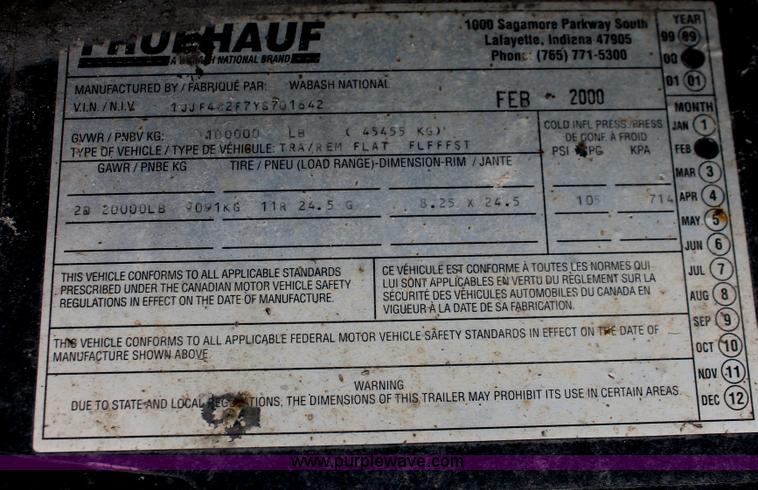 FRUEHAUF
A WABASH NATIONAL BRAND
1000 Sagamore Parkway South
Lafayette, Indiana 47905
Phone: (765) 771-5300
YEAR
99 89
00
01 01
MANUFACTURED BY / FABRIQUÉ PAR: WABASH NATIONAL
V.I.N. / N.I.V.
FEB - 2000
MONTH
JAN 1
FEB
MAR 3
APR 4
MAY 5
JUN 6
JUL 7
AUG 8
SEP 9
OCT 10
NOV 11
DEC 12
GVWR / PNBV KG: 100000 LB ( 45455 KG)
TYPE OF VEHICLE / TYPE DE VÉHICULE: TRA/REM FLAT FLFFFST
COLD INFL PRESS./PRESS
DE GONF. À FROID
PSI / KPG KPA
GAWR / PNBE KG TIRE / PNEU (LOAD RANGE)-DIMENSION-RIM / JANTE
20000LB 9091KG 11R 24.5 G 8.25 X 24.5 105 714
THIS VEHICLE CONFORMS TO ALL APPLICABLE STANDARDS
PRESCRIBED UNDER THE CANADIAN MOTOR VEHICLE SAFETY
REGULATIONS IN EFFECT ON THE DATE OF MANUFACTURE.
CE VÉHICULE EST CONFORME À TOUTES LES NORMES QUI
LUI SONT APPLICABLES EN VERTU DU RÈGLEMENT SUR LA
SÉCURITÉ DES VÉHICULES AUTOMOBILES DU CANADA EN
VIGUEUR À LA DATE DE SA FABRICATION.
THIS VEHICLE CONFORMS TO ALL APPLICABLE FEDERAL MOTOR VEHICLE SAFETY STANDARDS IN EFFECT ON THE DATE OF
MANUFACTURE SHOWN ABOVE
WARNING
DUE TO STATE AND LOCAL REGULATIONS, THE DIMENSIONS OF THIS TRAILER MAY PROHIBIT ITS USE IN CERTAIN AREAS.
www.purplewave.com